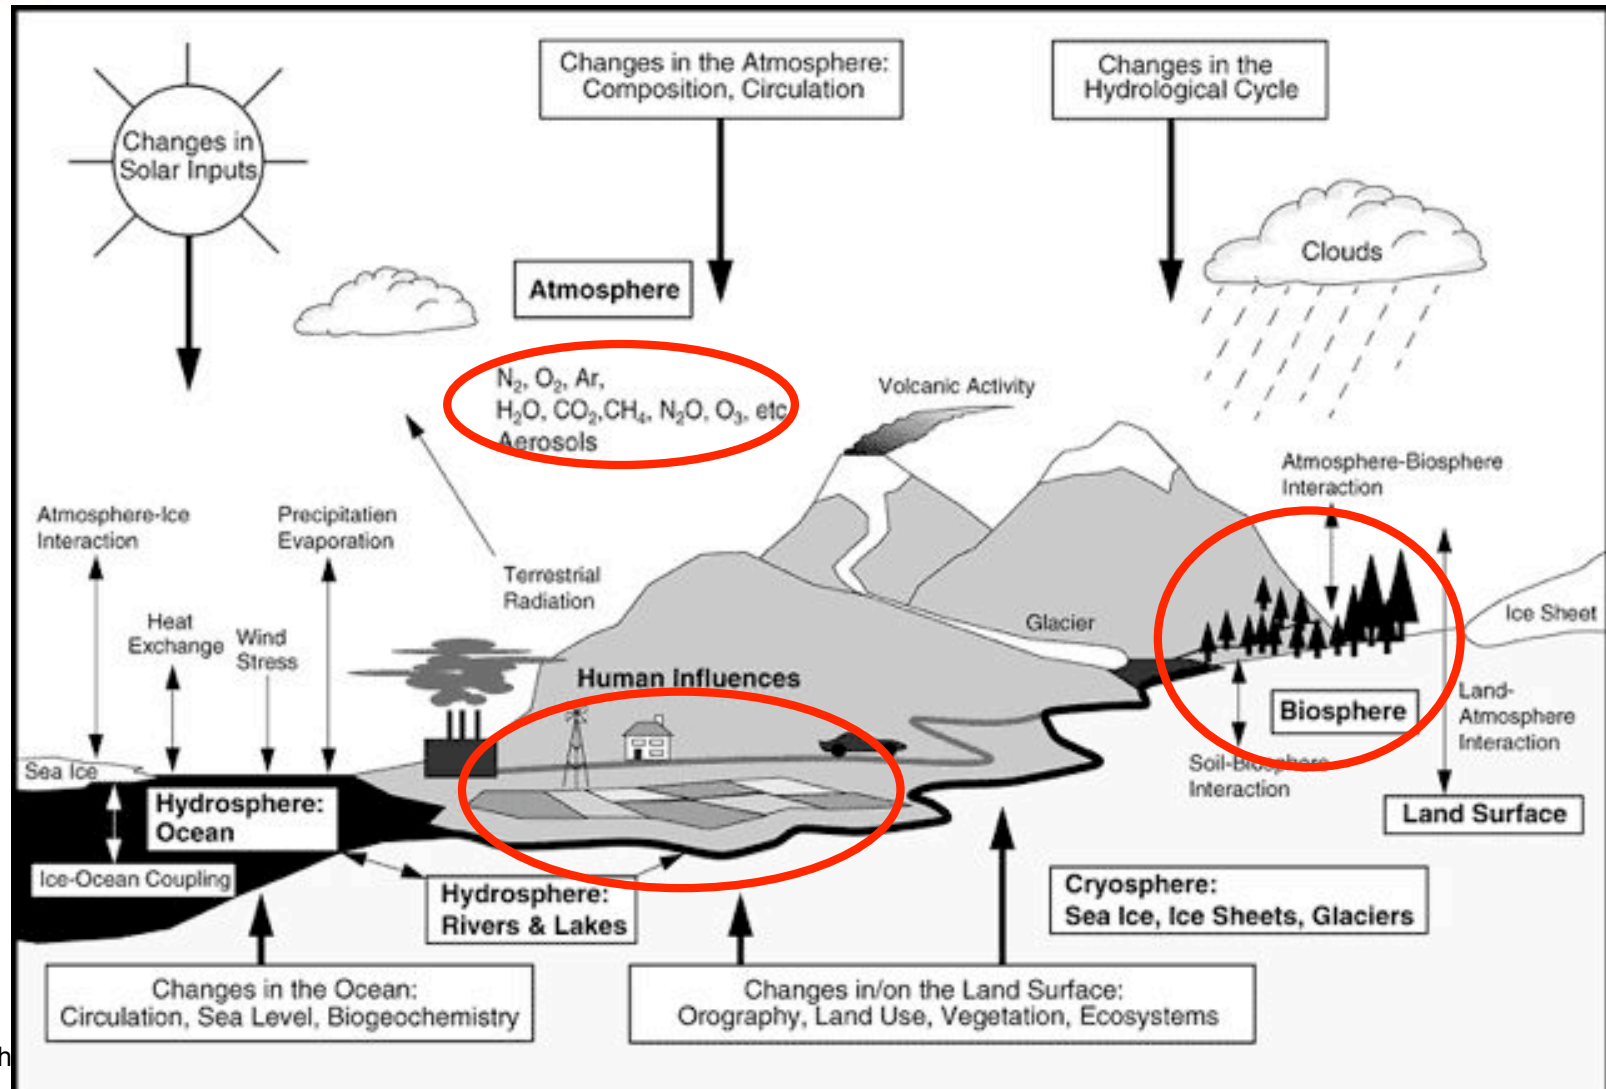 Changes in the Atmosphere:
Composition, Circulation
Changes in the
Hydrological Cycle
Changes in
Solar Inputs
Clouds
Atmosphere
N₂, O₂, Ar,
H₂O, CO₂,CH₄, N₂O, O₃, etc
Aerosols
Volcanic Activity
Atmosphere-Biosphere
Interaction
Atmosphere-Ice
Interaction
Precipitation
Evaporation
Terrestrial
Radiation
Heat
Exchange
Wind
Stress
Glacier
Ice Sheet
Human Influences
Biosphere
Land-
Atmosphere
Interaction
Soil-Biosphere
Interaction
Sea Ice
Hydrosphere:
Ocean
Land Surface
Ice-Ocean Coupling
Hydrosphere:
Rivers & Lakes
Cryosphere:
Sea Ice, Ice Sheets, Glaciers
Changes in the Ocean:
Circulation, Sea Level, Biogeochemistry
Changes in/on the Land Surface:
Orography, Land Use, Vegetation, Ecosystems
h